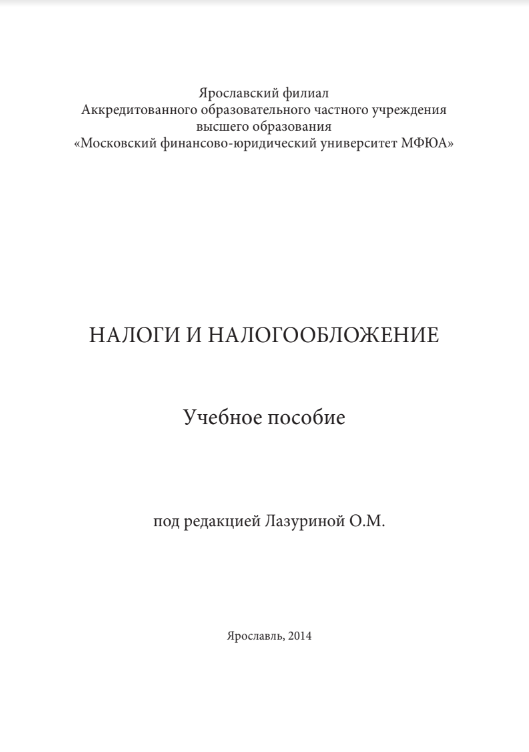 Ярославский филиал
Аккредитованного образовательного частного учреждения
высшего образования
«Московский финансово-юридический университет МФЮА»
НАЛОГИ И НАЛОГООБЛОЖЕНИЕ
Учебное пособие
под редакцией Лазуриной О.М.
Ярославль, 2014